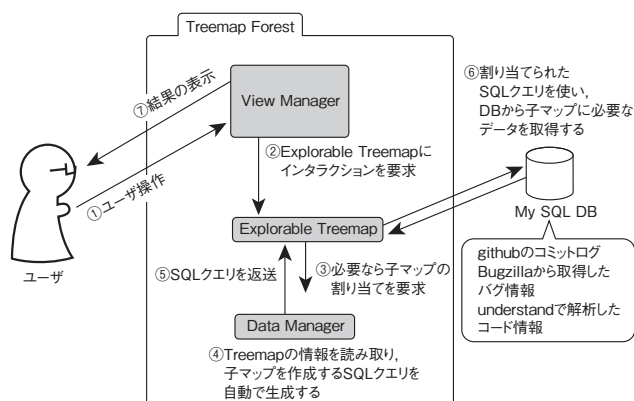 Treemap Forest
View Manager
⑦結果の表示
①ユーザ操作
ユーザ
②Explorable Treemapに
インタラクションを要求
Explorable Treemap
⑤SQLクエリを返送
③必要なら子マップの
割り当てを要求
Data Manager
④Treemapの情報を読み取り,
子マップを作成するSQLクエリを
自動で生成する
⑥割り当てられた
SQLクエリを使い,
DBから子マップに必要な
データを取得する
My SQL DB
githubのコミットログ
Bugzillaから取得した
バグ情報
understandで解析した
コード情報